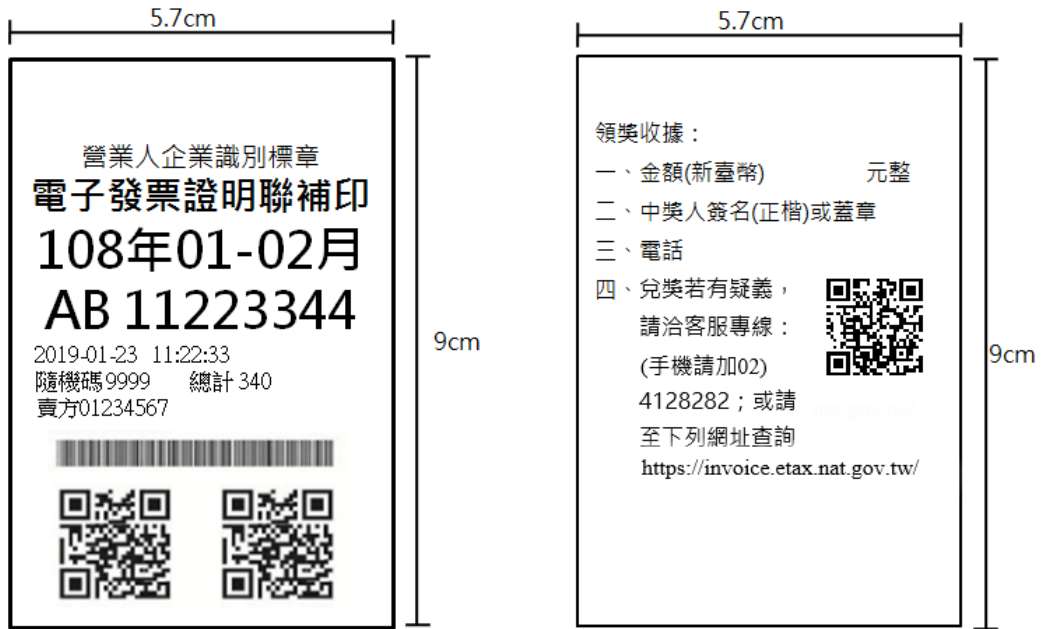 5.7cm
營業人企業識別標章
電子發票證明聯補印
108年01-02月
AB 11223344
2019-01-23 11:22:33
隨機碼9999 總計 340
賣方01234567
9cm
5.7cm
領獎收據：
一、金額(新臺幣) 元整
二、中獎人簽名(正楷)或蓋章
三、電話
四、兌獎若有疑義，
請洽客服專線：
(手機請加02)
4128282；或請
至下列網址查詢
https://invoice.etax.nat.gov.tw/
9cm